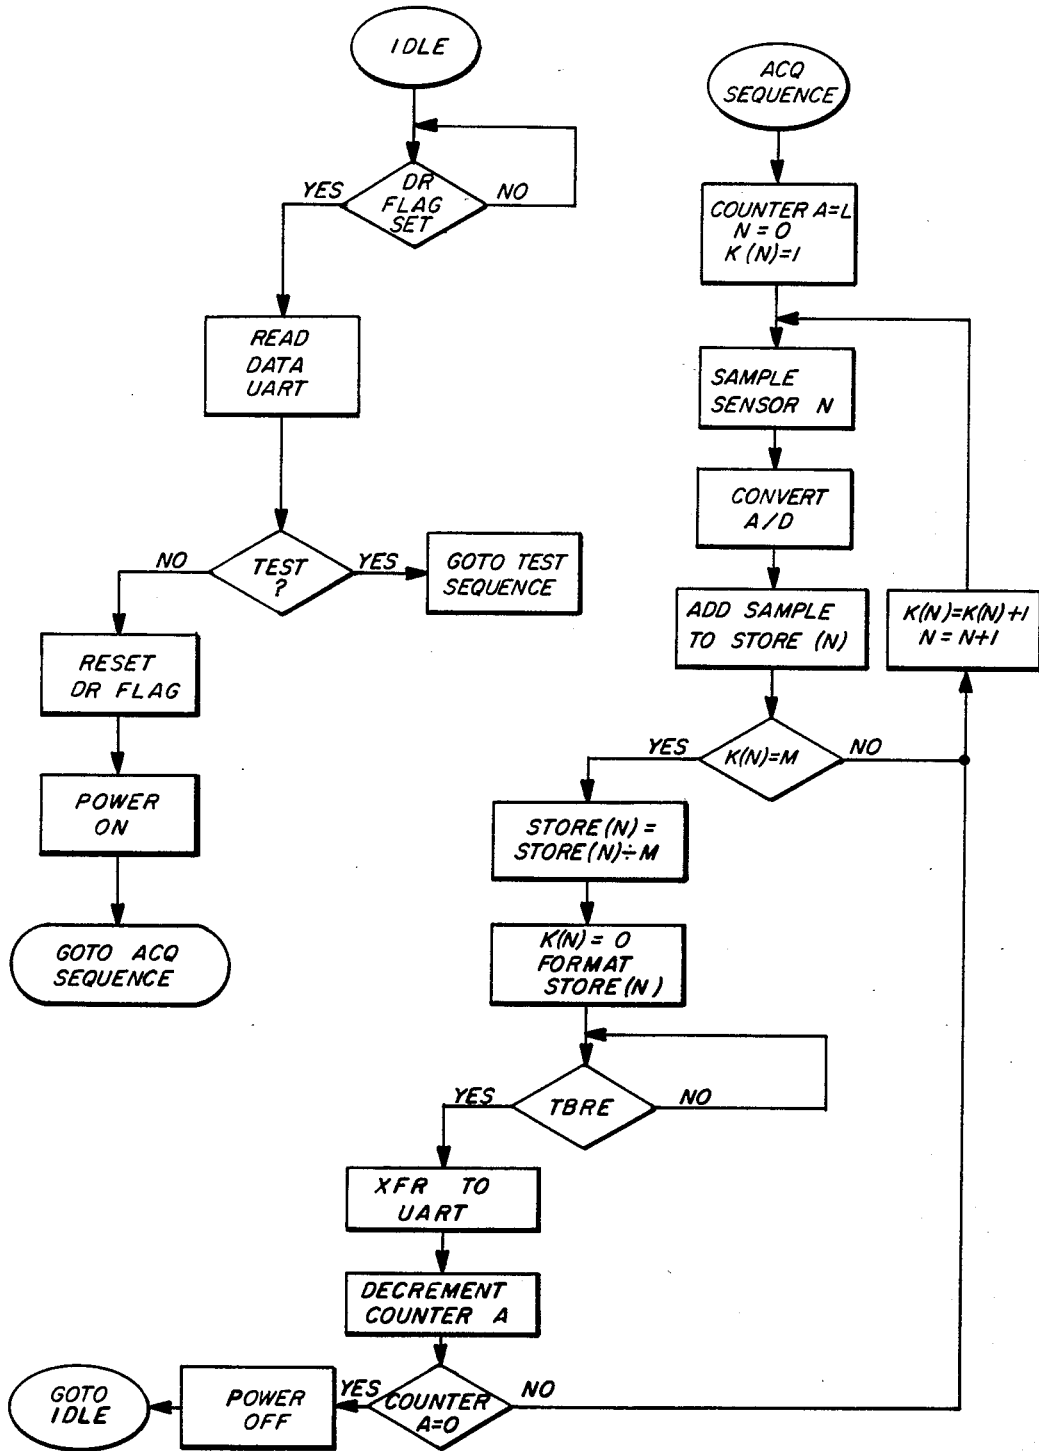 IDLE
DR
FLAG
SET
YES
NO
READ
DATA
UART
TEST
?
NO
YES
GOTO TEST
SEQUENCE
RESET
DR FLAG
POWER
ON
GOTO ACQ
SEQUENCE
ACQ
SEQUENCE
COUNTER A=L
N = 0
K(N)=1
SAMPLE
SENSOR N
CONVERT
A/D
ADD SAMPLE
TO STORE (N)
K(N)=K(N)+1
N = N+1
K(N)=M
YES
NO
STORE(N) =
STORE(N)÷M
K(N) = 0
FORMAT
STORE(N)
TBRE
YES
NO
XFR TO
UART
DECREMENT
COUNTER A
COUNTER
A=0
YES
NO
POWER
OFF
GOTO
IDLE